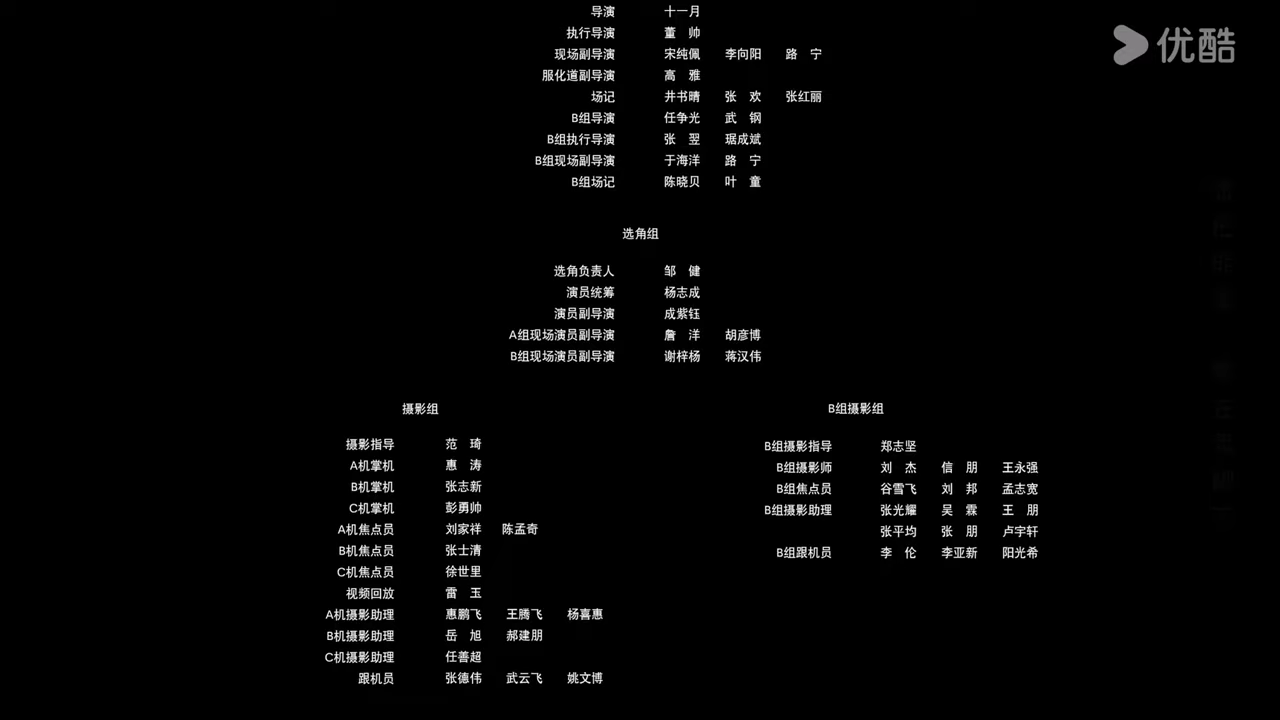 优酷
导演 十一月
执行导演 董 帅
现场副导演 宋纯佩 李向阳 路 宁
服化道副导演 高 雅
场记 井书晴 张 欢 张红丽
B组导演 任争光 武 钢
B组执行导演 张 翌 琚成斌
B组现场副导演 于海洋 路 宁
B组场记 陈晓贝 叶 童
选角组
选角负责人 邹 健
演员统筹 杨志成
演员副导演 成紫钰
A组现场演员副导演 詹 洋 胡彦博
B组现场演员副导演 谢梓杨 蒋汉伟
摄影组
摄影指导 范 琦
A机掌机 惠 涛
B机掌机 张志新
C机掌机 彭勇帅
A机焦点员 刘家祥 陈孟奇
B机焦点员 张士清
C机焦点员 徐世里
视频回放 雷 玉
A机摄影助理 惠鹏飞 王腾飞 杨喜惠
B机摄影助理 岳 旭 郝建朋
C机摄影助理 任善超
跟机员 张德伟 武云飞 姚文博
B组摄影组
B组摄影指导 郑志坚
B组摄影师 刘 杰 信 朋 王永强
B组焦点员 谷雪飞 刘 邦 孟志宽
B组摄影助理 张光耀 吴 霖 王 朋
张平均 张 朋 卢宇轩
B组跟机员 李 伦 李亚新 阳光希